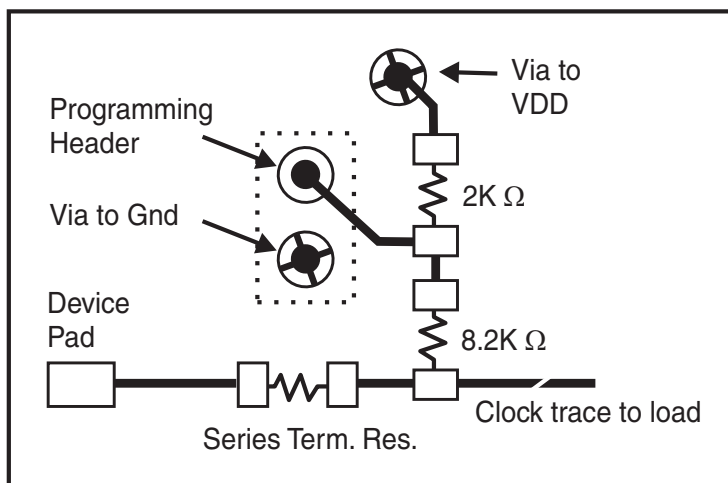 Via to
VDD
Programming
Header
2K Ω
Via to Gnd
Device
Pad
8.2K Ω
Clock trace to load
Series Term. Res.